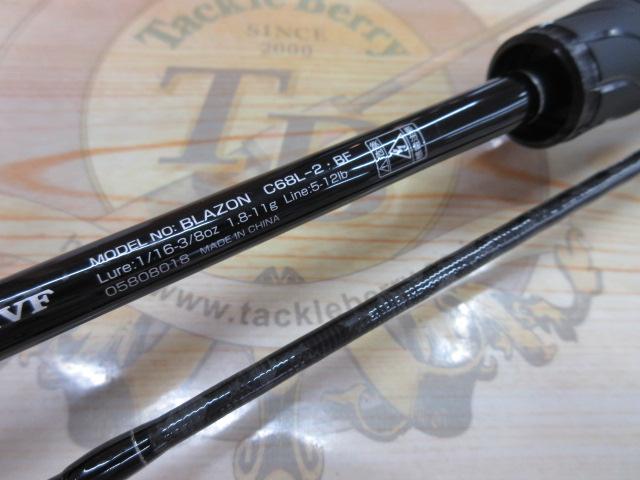 Tackle Berry
SINCE
2000
TB
MODEL NO: BLAZON C68L-2・BF
Lure:1/16-3/8oz 1.8-11g Line:5-12lb
05808018 MADE IN CHINA
VF
www.tackleberry